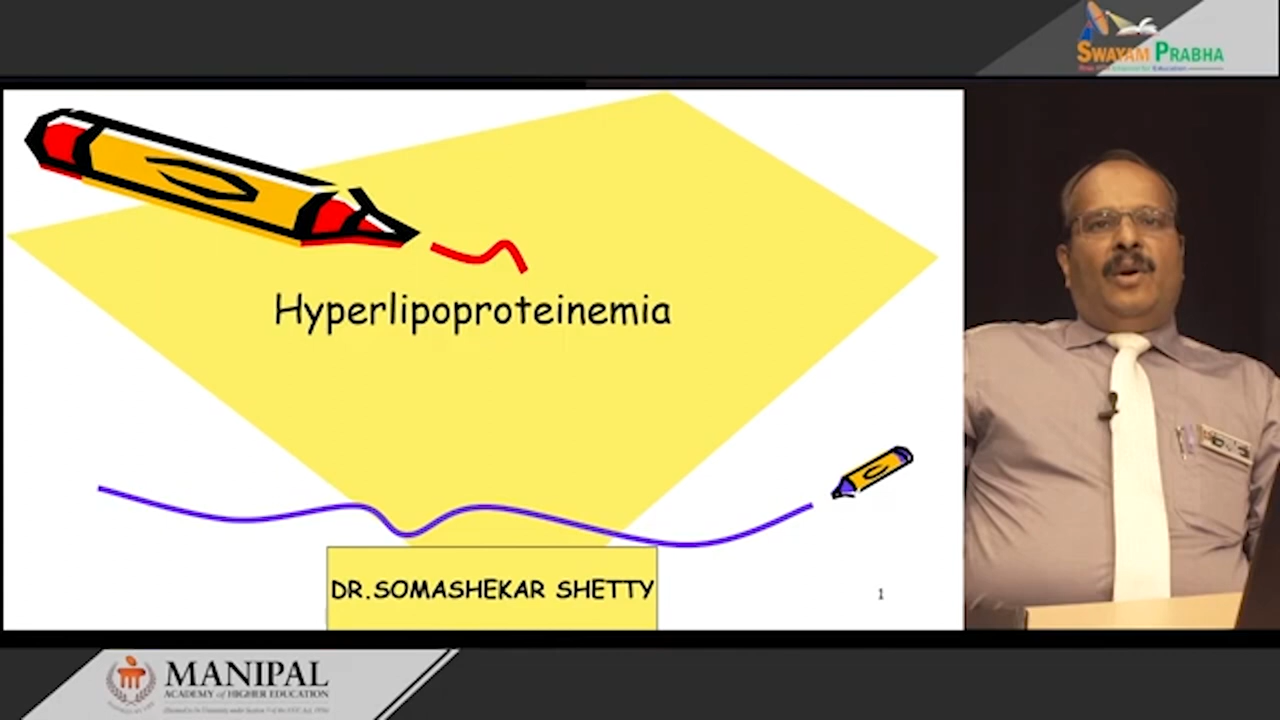 SWAYAM PRABHA
Hyperlipoproteinemia
DR.SOMASHEKAR SHETTY
1
MANIPAL
ACADEMY of HIGHER EDUCATION